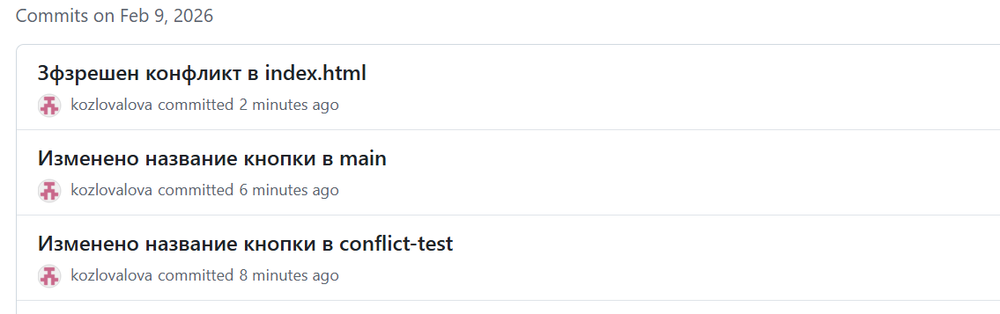 Commits on Feb 9, 2026
Зфзрешен конфликт в index.html
kozlovalova committed 2 minutes ago
Изменено название кнопки в main
kozlovalova committed 6 minutes ago
Изменено название кнопки в conflict-test
kozlovalova committed 8 minutes ago